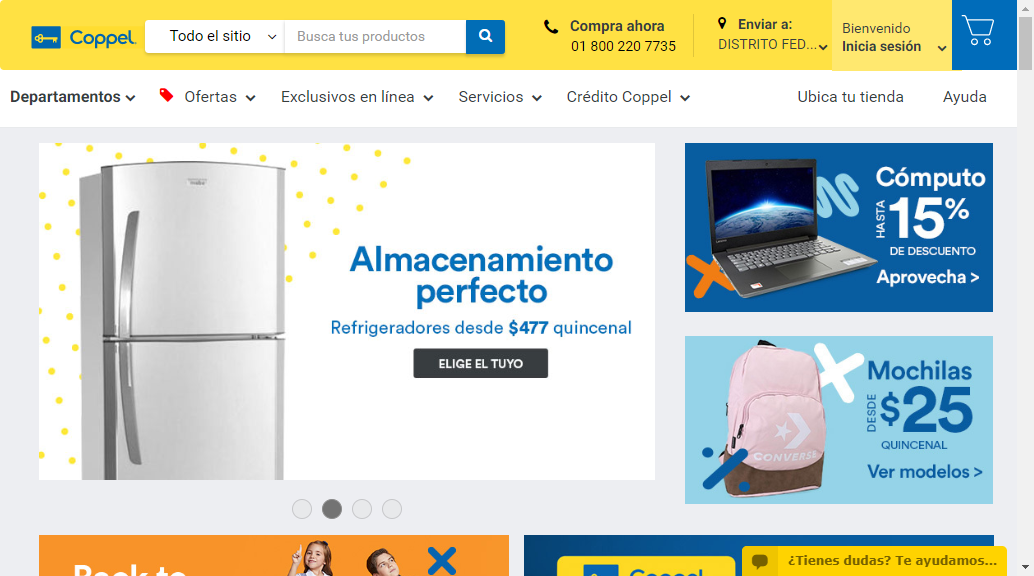 Coppel
Todo el sitio
Busca tus productos
Compra ahora
01 800 220 7735
Enviar a:
DISTRITO FED...
Bienvenido
Inicia sesión
Departamentos
Ofertas
Exclusivos en línea
Servicios
Crédito Coppel
Ubica tu tienda
Ayuda
Almacenamiento
perfecto
Refrigeradores desde $477 quincenal
ELIGE EL TUYO
Cómputo
HASTA
15%
DE DESCUENTO
Aprovecha >
CONVERSE
Mochilas
DESDE
$25
QUINCENAL
Ver modelos >
Back to
Coppel
¿Tienes dudas? Te ayudamos...